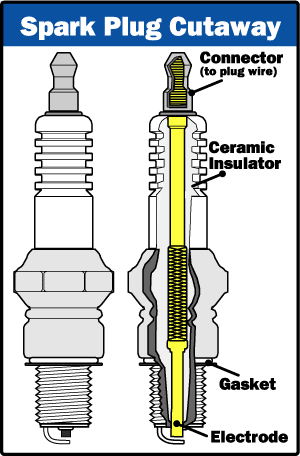 Spark Plug Cutaway
Connector
(to plug wire)
Ceramic
Insulator
Gasket
Electrode